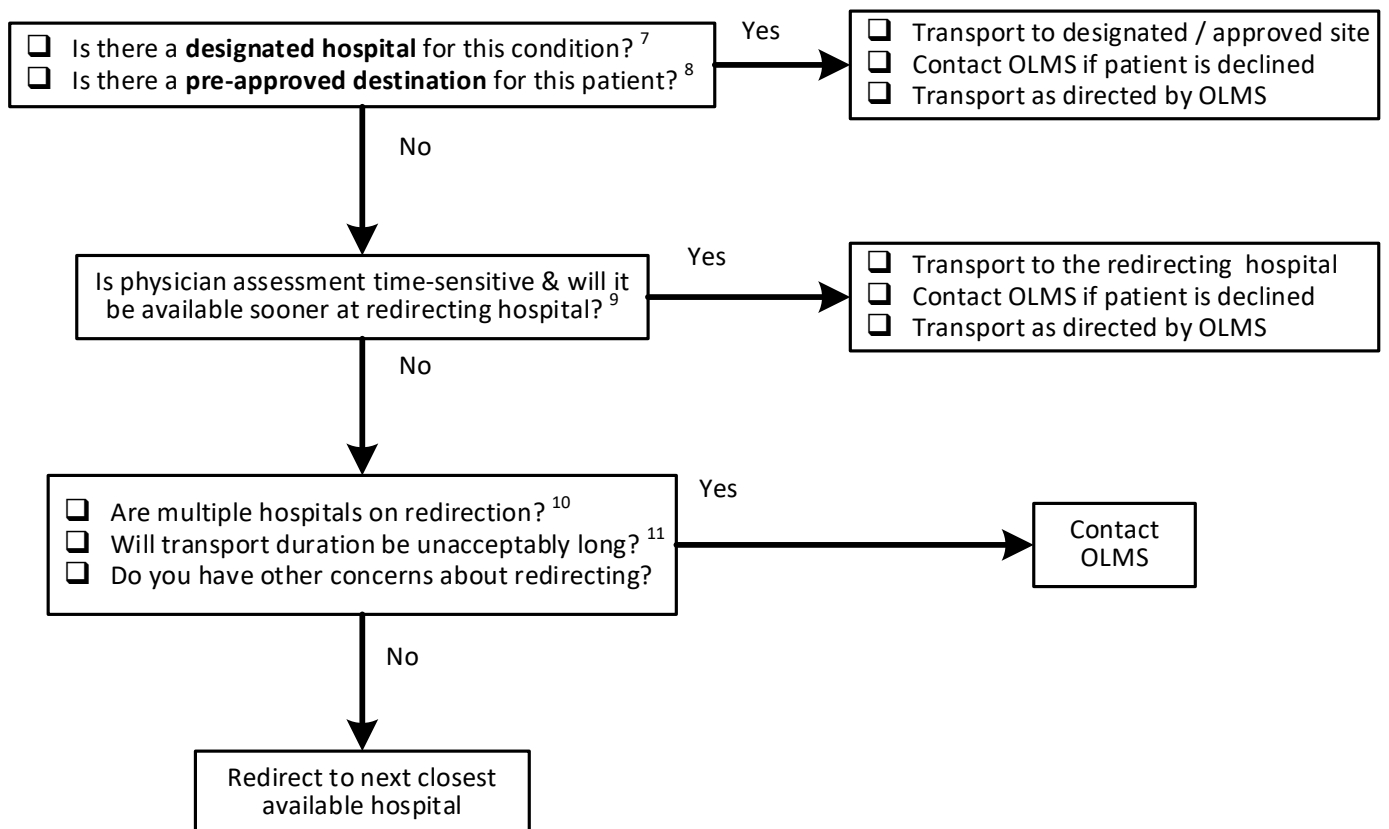 ❑ Is there a designated hospital for this condition? 7
❑ Is there a pre-approved destination for this patient? 8
Yes
❑ Transport to designated / approved site
❑ Contact OLMS if patient is declined
❑ Transport as directed by OLMS
No
Is physician assessment time-sensitive & will it
be available sooner at redirecting hospital? 9
Yes
❑ Transport to the redirecting hospital
❑ Contact OLMS if patient is declined
❑ Transport as directed by OLMS
No
❑ Are multiple hospitals on redirection? 10
❑ Will transport duration be unacceptably long? 11
❑ Do you have other concerns about redirecting?
Yes
Contact
OLMS
No
Redirect to next closest
available hospital